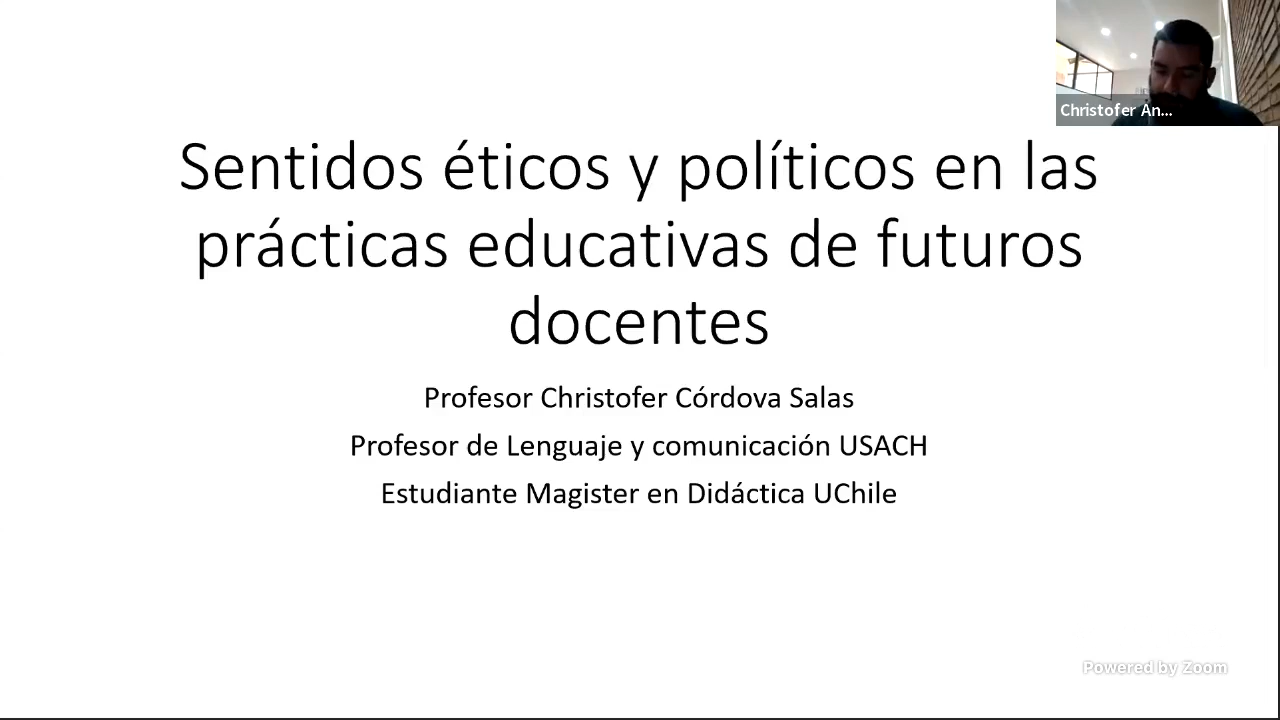 Christofer An...
Sentidos éticos y políticos en las
prácticas educativas de futuros
docentes
Profesor Christofer Córdova Salas
Profesor de Lenguaje y comunicación USACH
Estudiante Magister en Didáctica UChile
Powered by Zoom